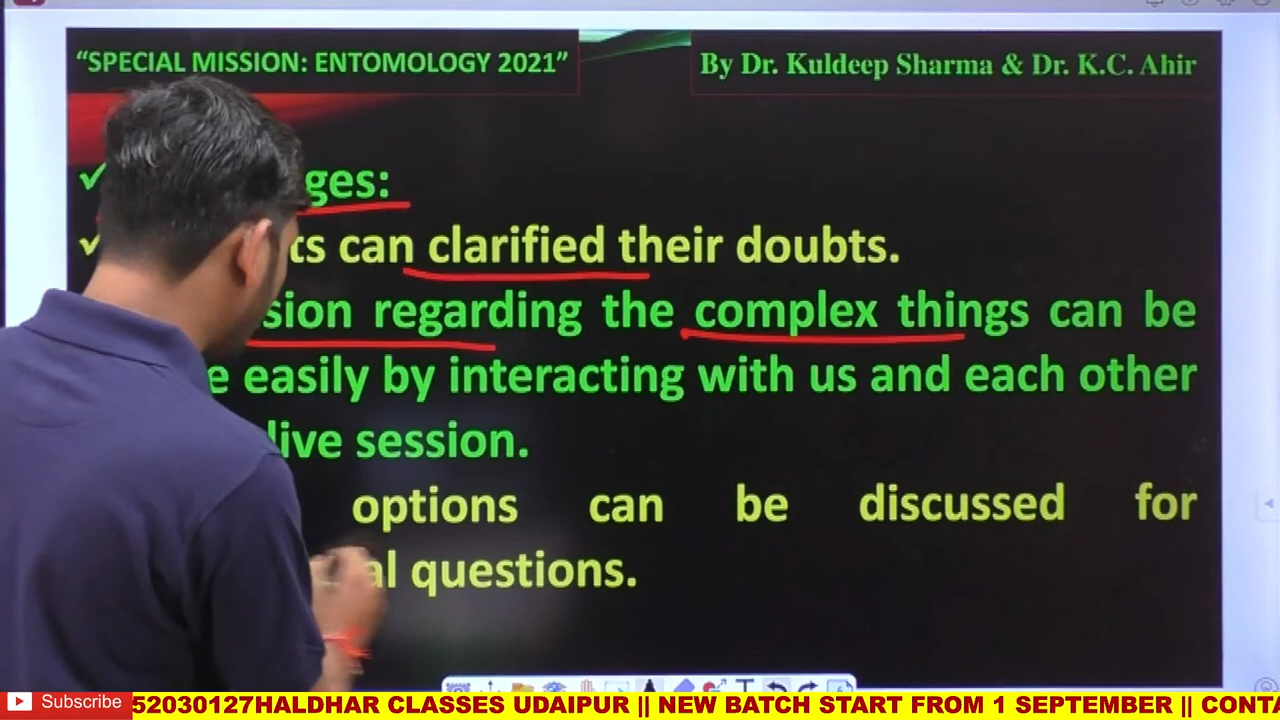 “SPECIAL MISSION: ENTOMOLOGY 2021”
By Dr. Kuldeep Sharma & Dr. K.C. Ahir
ges:
ts can clarified their doubts.
sion regarding the complex things can be
e easily by interacting with us and each other
live session.
options can be discussed for
al questions.
Subscribe
52030127HALDHAR CLASSES UDAIPUR || NEW BATCH START FROM 1 SEPTEMBER || CONTA